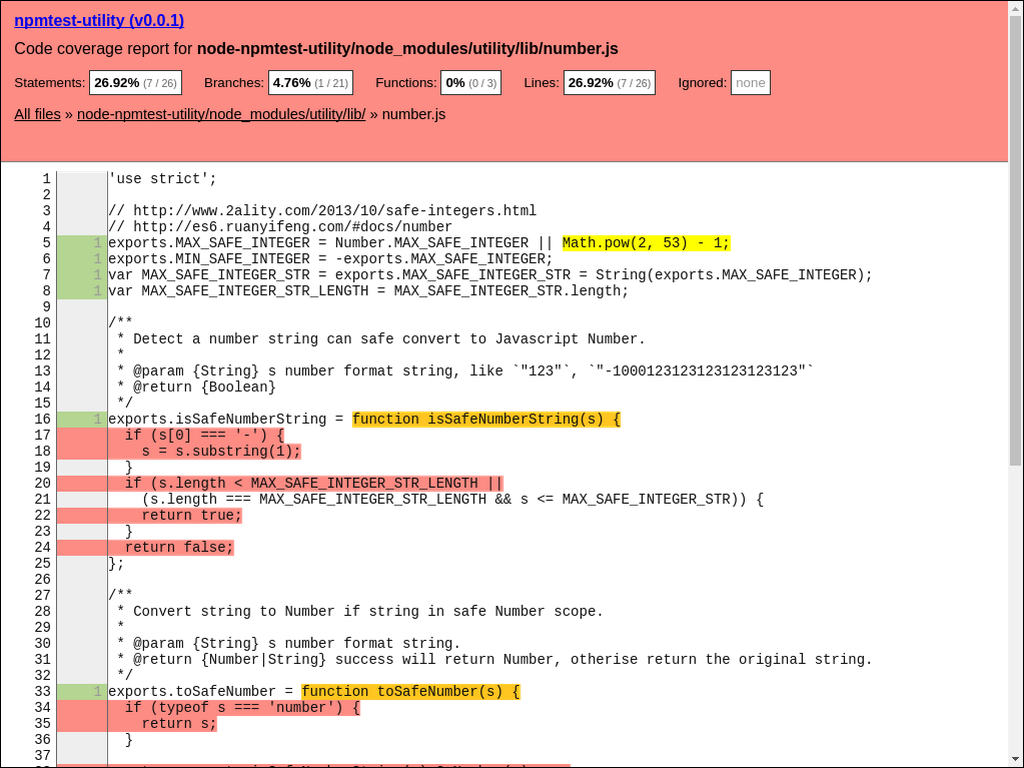 npmtest-utility (v0.0.1)
Code coverage report for node-npmtest-utility/node_modules/utility/lib/number.js
Statements: 26.92% (7 / 26) Branches: 4.76% (1 / 21) Functions: 0% (0 / 3) Lines: 26.92% (7 / 26) Ignored: none
All files » node-npmtest-utility/node_modules/utility/lib/ » number.js
1 'use strict';
2
3 // http://www.2ality.com/2013/10/safe-integers.html
4 // http://es6.ruanyifeng.com/#docs/number
5 1 exports.MAX_SAFE_INTEGER = Number.MAX_SAFE_INTEGER || Math.pow(2, 53) - 1;
6 1 exports.MIN_SAFE_INTEGER = -exports.MAX_SAFE_INTEGER;
7 1 var MAX_SAFE_INTEGER_STR = exports.MAX_SAFE_INTEGER_STR = String(exports.MAX_SAFE_INTEGER);
8 1 var MAX_SAFE_INTEGER_STR_LENGTH = MAX_SAFE_INTEGER_STR.length;
9
10 /**
11 * Detect a number string can safe convert to Javascript Number.
12 *
13 * @param {String} s number format string, like `"123"`, `"-1000123123123123123123"`
14 * @return {Boolean}
15 */
16 1 exports.isSafeNumberString = function isSafeNumberString(s) {
17 if (s[0] === '-') {
18 s = s.substring(1);
19 }
20 if (s.length < MAX_SAFE_INTEGER_STR_LENGTH ||
21 (s.length === MAX_SAFE_INTEGER_STR_LENGTH && s <= MAX_SAFE_INTEGER_STR)) {
22 return true;
23 }
24 return false;
25 };
26
27 /**
28 * Convert string to Number if string in safe Number scope.
29 *
30 * @param {String} s number format string.
31 * @return {Number|String} success will return Number, otherise return the original string.
32 */
33 1 exports.toSafeNumber = function toSafeNumber(s) {
34 if (typeof s === 'number') {
35 return s;
36 }
37